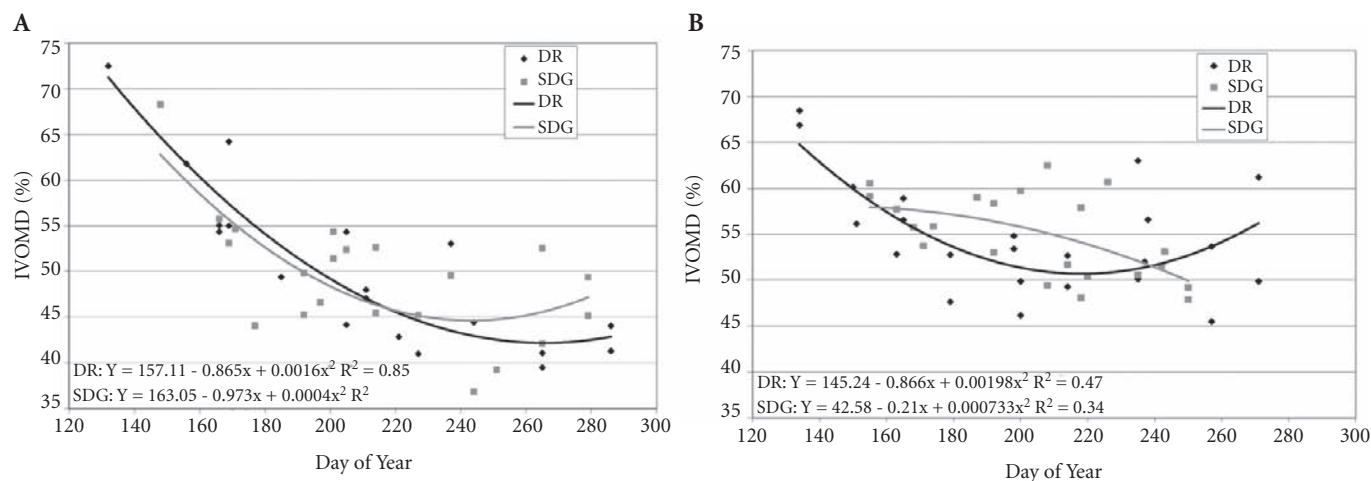 A
75
70
65
60
55
50
45
40
35
IVOMD (%)
DR
SDG
DR
SDG
DR: Y = 157.11 - 0.865x + 0.0016x² R² = 0.85
SDG: Y = 163.05 - 0.973x + 0.0004x² R²
120 140 160 180 200 220 240 260 280 300
Day of Year
B
75
70
65
60
55
50
45
40
35
IVOMD (%)
DR
SDG
DR
SDG
DR: Y = 145.24 - 0.866x + 0.00198x² R² = 0.47
SDG: Y = 42.58 - 0.21x + 0.000733x² R² = 0.34
120 140 160 180 200 220 240 260 280 300
Day of Year